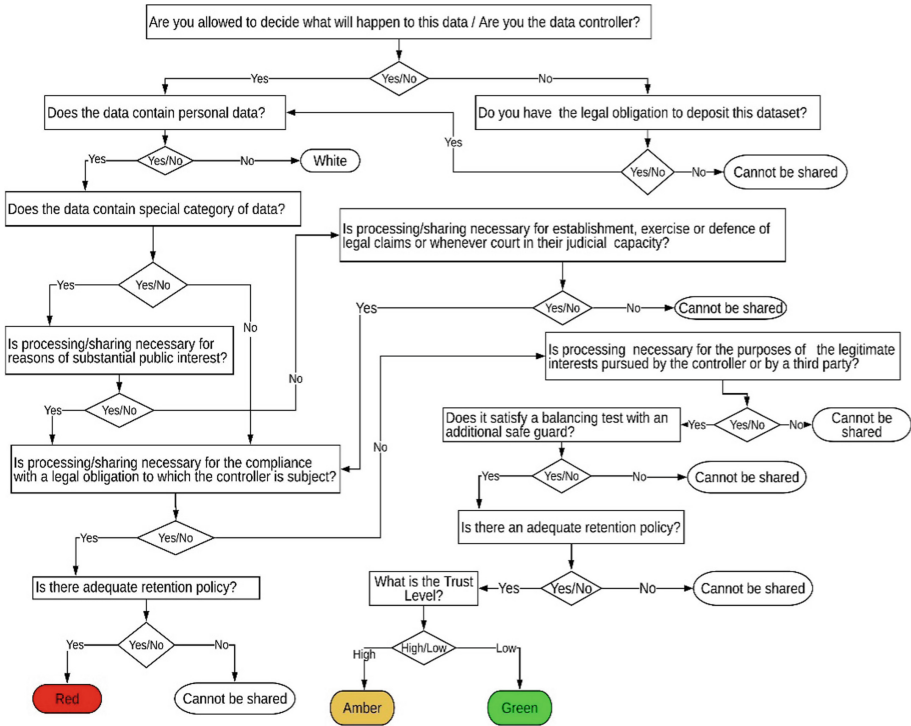 Are you allowed to decide what will happen to this data / Are you the data controller?
Yes
Yes/No
No
Does the data contain personal data?
Do you have the legal obligation to deposit this dataset?
Yes
Yes
Yes/No
No
White
Yes/No
No
Cannot be shared
Does the data contain special category of data?
Is processing/sharing necessary for establishment, exercise or defence of
legal claims or whenever court in their judicial capacity?
Yes
Yes/No
No
Yes
Yes/No
No
Cannot be shared
Is processing/sharing necessary for
reasons of substantial public interest?
Is processing necessary for the purposes of the legitimate
interests pursued by the controller or by a third party?
No
Yes
Yes/No
Does it satisfy a balancing test with an
additional safe guard?
Yes
Yes/No
No
Cannot be
shared
No
Is processing/sharing necessary for the compliance
with a legal obligation to which the controller is subject?
Yes
Yes/No
No
Cannot be shared
Yes
Yes/No
Is there an adequate retention policy?
Is there adequate retention policy?
What is the Trust
Level?
Yes
Yes/No
No
Cannot be shared
Yes
Yes/No
No
High
High/Low
Low
Red
Cannot be shared
Amber
Green